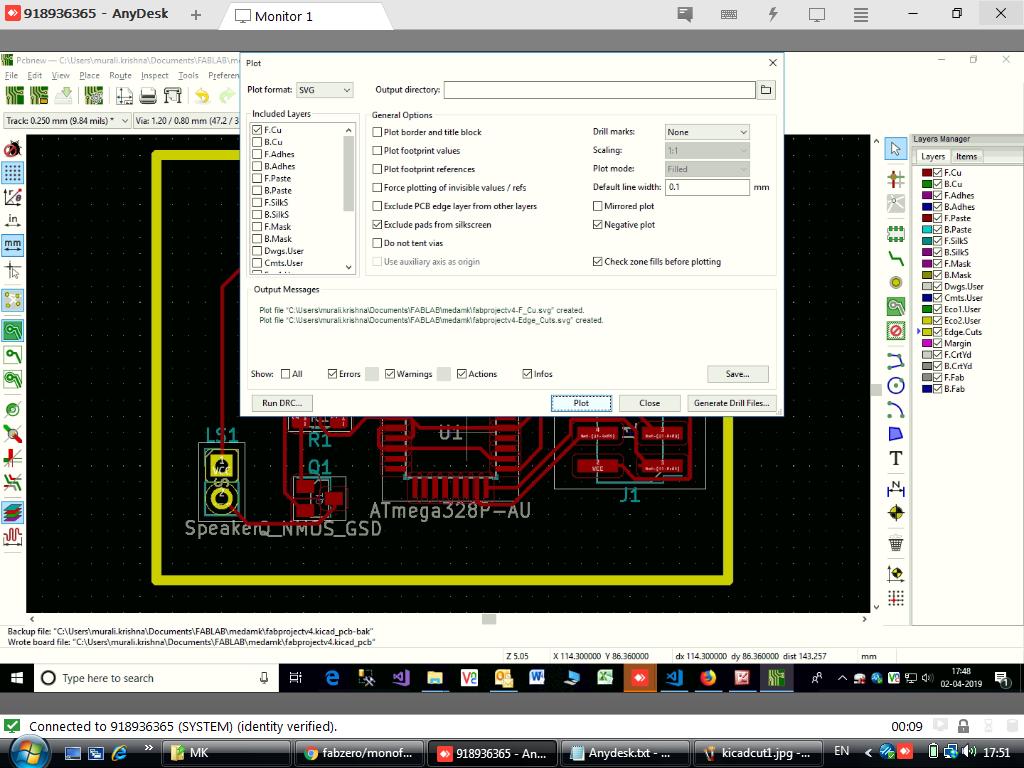 918936365 - AnyDesk
Monitor 1
Pcbnew — C:\Users\murali.krishna\Documents\FABLAB\medamk\fab
File Edit View Place Route Inspect Tools Preferen
Track: 0.250 mm (9.84 mils) *
Via: 1.20 / 0.80 mm (47.2 / 3
Plot
Plot format: SVG
Output directory:
Included Layers
F.Cu
B.Cu
F.Adhes
B.Adhes
F.Paste
B.Paste
F.SilkS
B.SilkS
F.Mask
B.Mask
Dwgs.User
Cmts.User
General Options
Plot border and title block
Plot footprint values
Plot footprint references
Force plotting of invisible values / refs
Exclude PCB edge layer from other layers
Exclude pads from silkscreen
Do not tent vias
Use auxiliary axis as origin
Drill marks: None
Scaling: 1:1
Plot mode: Filled
Default line width: 0.1 mm
Mirrored plot
Negative plot
Check zone fills before plotting
Output Messages
Plot file "C:\Users\murali.krishna\Documents\FABLAB\medamk\fabprojectv4-F_Cu.svg" created.
Plot file "C:\Users\murali.krishna\Documents\FABLAB\medamk\fabprojectv4-Edge_Cuts.svg" created.
Show: All Errors Warnings Actions Infos
Save...
Run DRC...
Plot
Close
Generate Drill Files...
in
mm
Layers Manager
Layers Items
F.Cu
B.Cu
F.Adhes
B.Adhes
F.Paste
B.Paste
F.SilkS
B.SilkS
F.Mask
B.Mask
Dwgs.User
Cmts.User
Eco1.User
Eco2.User
Edge.Cuts
Margin
F.CrtYd
B.CrtYd
F.Fab
B.Fab
LS1
R1
U1
VCC
Q1
VCC
J1
ATmega328P-AU
Speaker
Q_NMOS_GSD
Backup file: "C:\Users\murali.krishna\Documents\FABLAB\medamk\fabprojectv4.kicad_pcb-bak"
Wrote board file: "C:\Users\murali.krishna\Documents\FABLAB\medamk\fabprojectv4.kicad_pcb"
Z 5.05
X 114.300000 Y 86.360000
dx 114.300000 dy 86.360000 dist 143.257
mm
Type here to search
17:48
02-04-2019
Connected to 918936365 (SYSTEM) (identity verified).
00:09
MK
fabzero/monof...
918936365 - An...
Anydesk.txt - ...
kicadcut1.jpg -...
EN
17:51